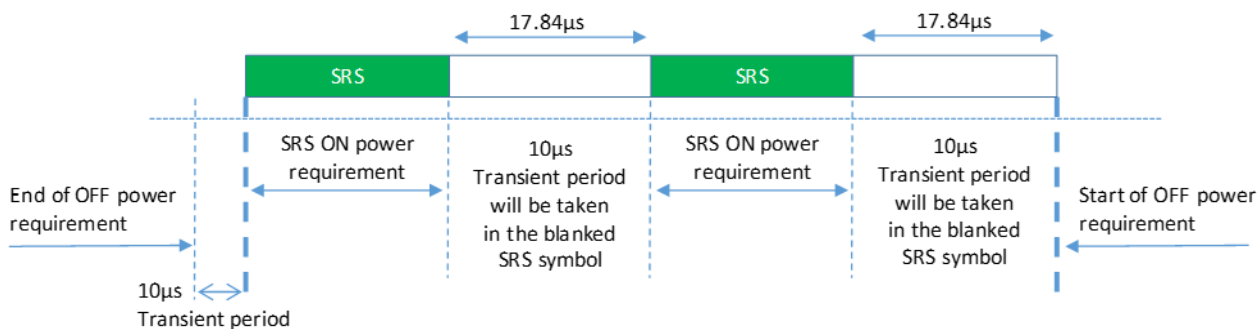 17.84µs
17.84µs
SRS
SRS
SRS ON power
requirement
10µs
Transient period
will be taken
in the blanked
SRS symbol
SRS ON power
requirement
10µs
Transient period
will be taken
in the blanked
SRS symbol
End of OFF power
requirement
Start of OFF power
requirement
10µs
Transient period